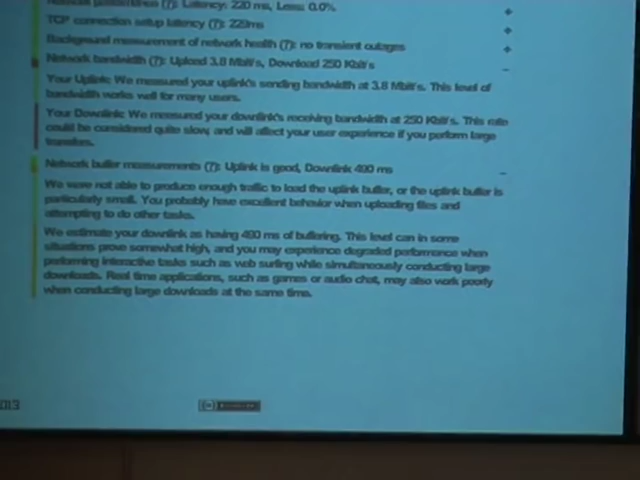 Network performance (?): Latency: 220 ms, Loss: 0.0%
TCP connection setup latency (?): 229ms
Background measurement of network health (?): no transient outages
Network bandwidth (?): Upload 3.8 Mbit/s, Download 250 Kbit/s
Your Uplink: We measured your uplink's sending bandwidth at 3.8 Mbit/s. This level of
bandwidth works well for many users.
Your Downlink: We measured your downlink's receiving bandwidth at 250 Kbit/s. This rate
could be considered quite slow, and will affect your user experience if you perform large
transfers.
Network buffer measurements (?): Uplink is good, Downlink 490 ms
We were not able to produce enough traffic to load the uplink buffer, or the uplink buffer is
particularly small. You probably have excellent behavior when uploading files and
attempting to do other tasks.
We estimate your downlink as having 490 ms of buffering. This level can in some
situations prove somewhat high, and you may experience degraded performance when
performing interactive tasks such as web surfing while simultaneously conducting large
downloads. Real time applications, such as games or audio chat, may also work poorly
when conducting large downloads at the same time.
013